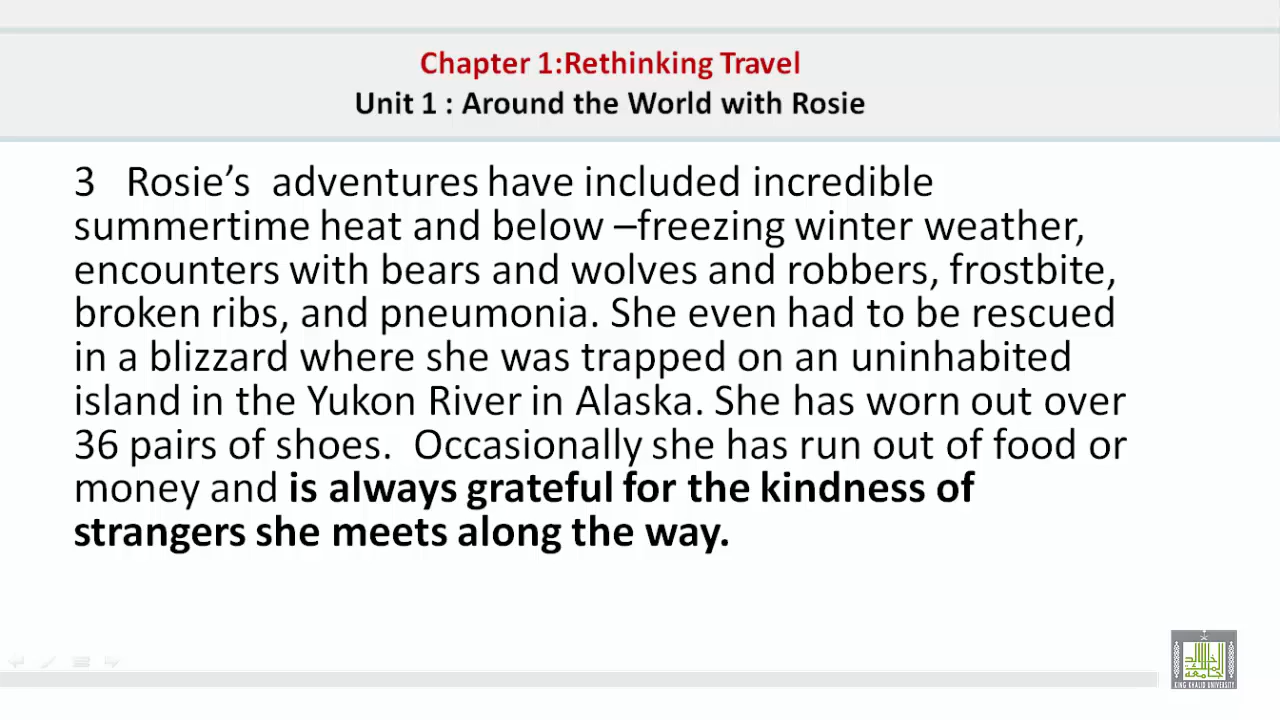 Chapter 1:Rethinking Travel
Unit 1 : Around the World with Rosie
3 Rosie’s adventures have included incredible
summertime heat and below –freezing winter weather,
encounters with bears and wolves and robbers, frostbite,
broken ribs, and pneumonia. She even had to be rescued
in a blizzard where she was trapped on an uninhabited
island in the Yukon River in Alaska. She has worn out over
36 pairs of shoes. Occasionally she has run out of food or
money and is always grateful for the kindness of
strangers she meets along the way.
KING KHALID UNIVERSITY